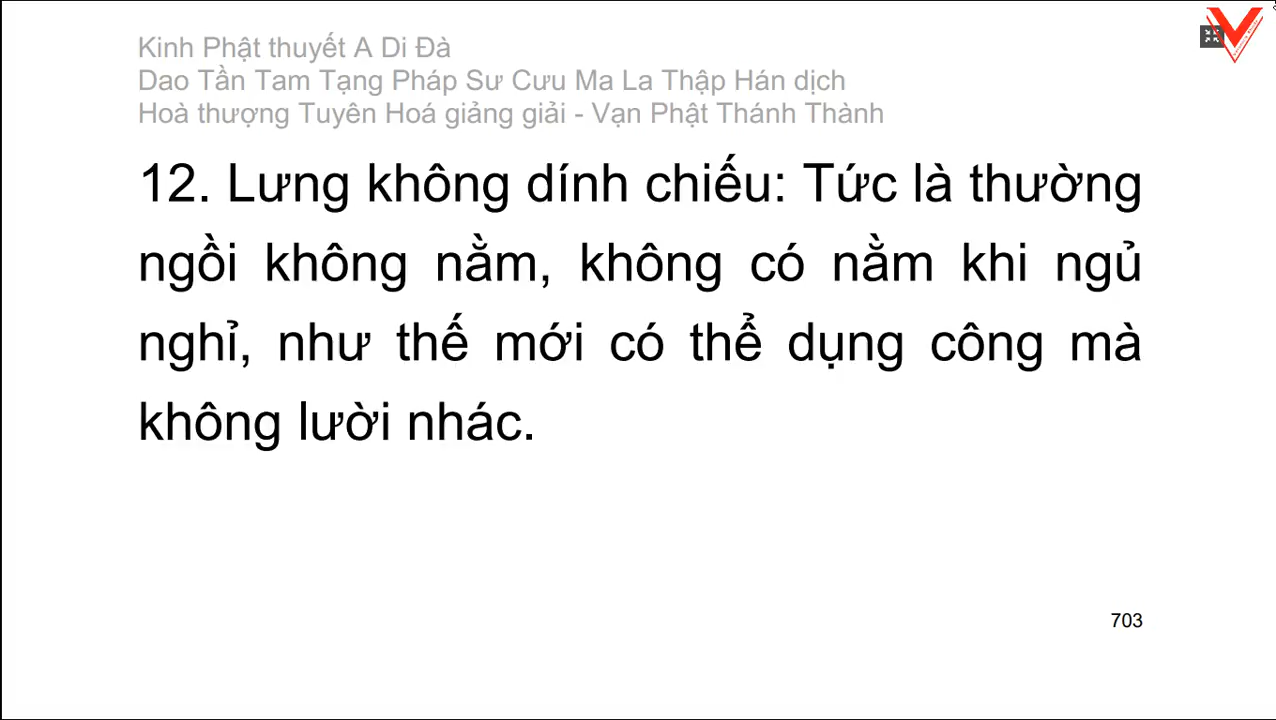 Kinh Phật thuyết A Di Đà
Dao Tần Tam Tạng Pháp Sư Cưu Ma La Thập Hán dịch
Hoà thượng Tuyên Hoá giảng giải - Vạn Phật Thánh Thành
12. Lưng không dính chiếu: Tức là thường
ngồi không nằm, không có nằm khi ngủ
nghỉ, như thế mới có thể dụng công mà
không lười nhác.
703